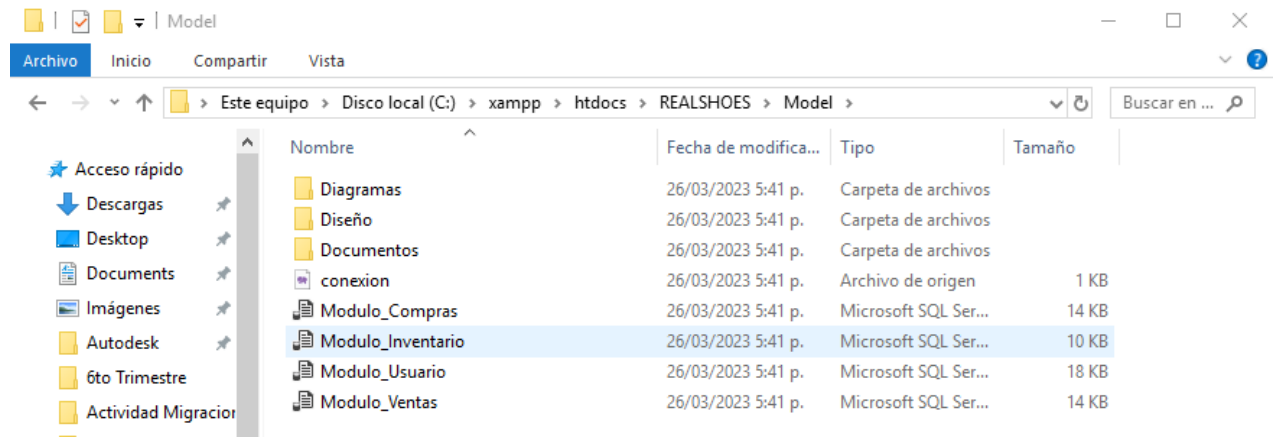 Model
Archivo Inicio Compartir Vista
Este equipo > Disco local (C:) > xampp > htdocs > REALSHOES > Model > Buscar en ...
Nombre Fecha de modifica... Tipo Tamaño
Acceso rápido
Descargas
Desktop
Documents
Imágenes
Autodesk
6to Trimestre
Actividad Migracion
Diagramas 26/03/2023 5:41 p. Carpeta de archivos
Diseño 26/03/2023 5:41 p. Carpeta de archivos
Documentos 26/03/2023 5:41 p. Carpeta de archivos
conexion 26/03/2023 5:41 p. Archivo de origen 1 KB
Modulo_Compras 26/03/2023 5:41 p. Microsoft SQL Ser... 14 KB
Modulo_Inventario 26/03/2023 5:41 p. Microsoft SQL Ser... 10 KB
Modulo_Usuario 26/03/2023 5:41 p. Microsoft SQL Ser... 18 KB
Modulo_Ventas 26/03/2023 5:41 p. Microsoft SQL Ser... 14 KB